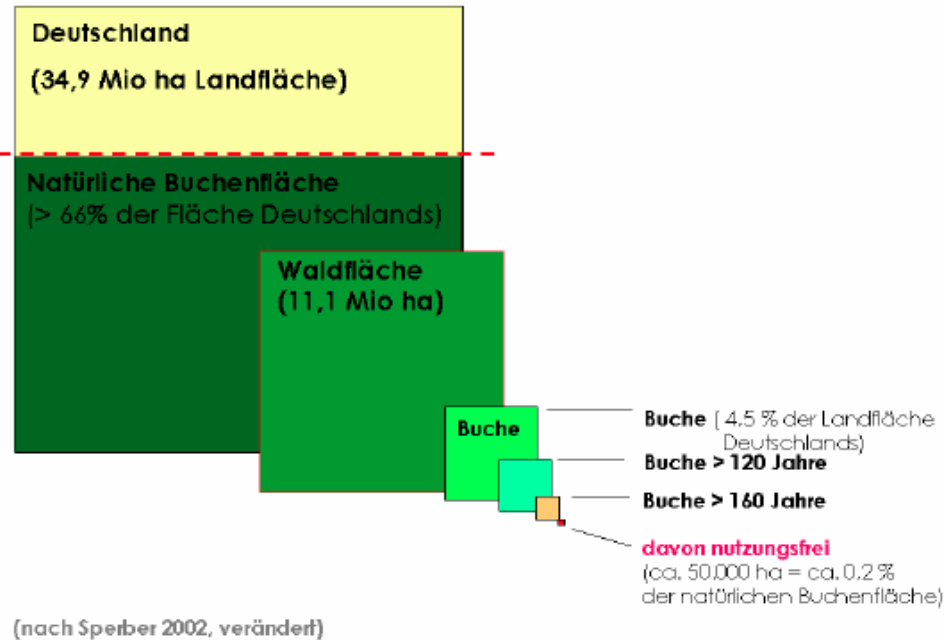 Deutschland
(34,9 Mio ha Landfläche)
Natürliche Buchenfläche
(> 66% der Fläche Deutschlands)
Waldfläche
(11,1 Mio ha)
Buche
Buche ( 4.5 % der Landfläche
Deutschlands)
Buche > 120 Jahre
Buche > 160 Jahre
davon nutzungsfrei
(ca. 50.000 ha = ca. 0.2 %
der natürlichen Buchenfläche)
(nach Sperber 2002, verändert)